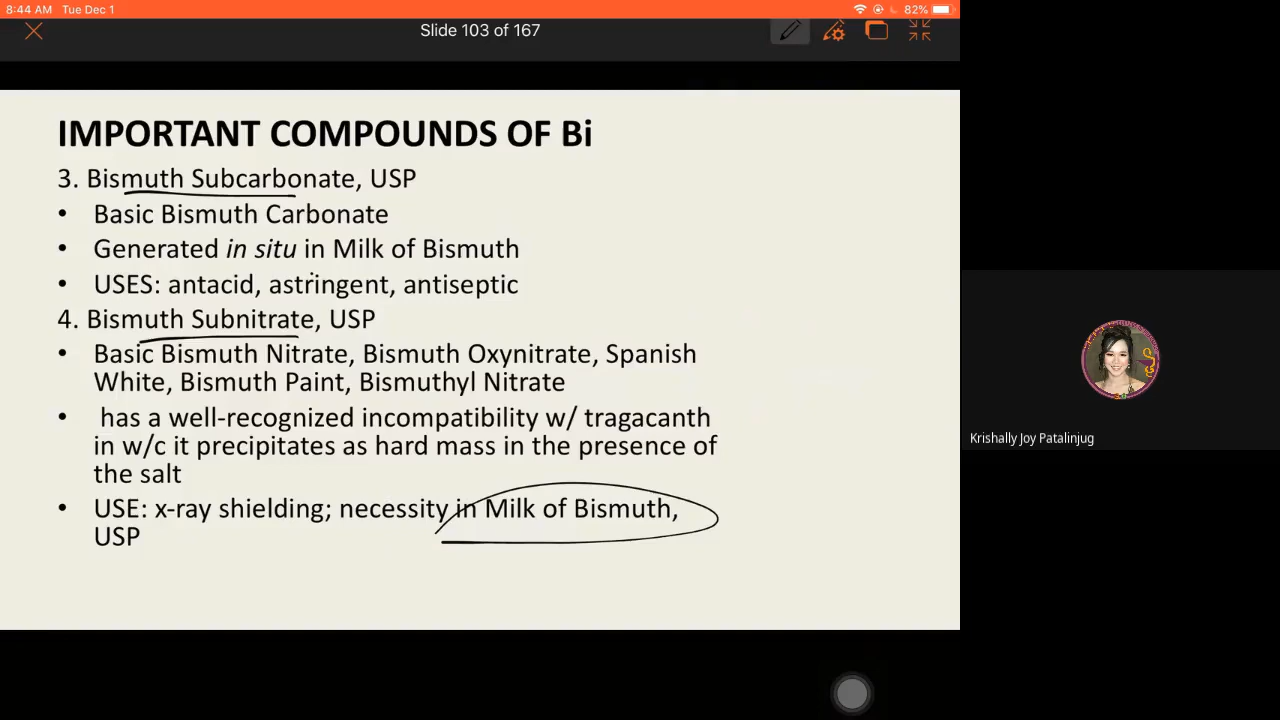 8:44 AM Tue Dec 1
82%
Slide 103 of 167
IMPORTANT COMPOUNDS OF Bi
3. Bismuth Subcarbonate, USP
• Basic Bismuth Carbonate
• Generated in situ in Milk of Bismuth
• USES: antacid, astringent, antiseptic
4. Bismuth Subnitrate, USP
• Basic Bismuth Nitrate, Bismuth Oxynitrate, Spanish
White, Bismuth Paint, Bismuthyl Nitrate
• has a well-recognized incompatibility w/ tragacanth
in w/c it precipitates as hard mass in the presence of
the salt
• USE: x-ray shielding; necessity in Milk of Bismuth,
USP
Krishally Joy Patalinjug